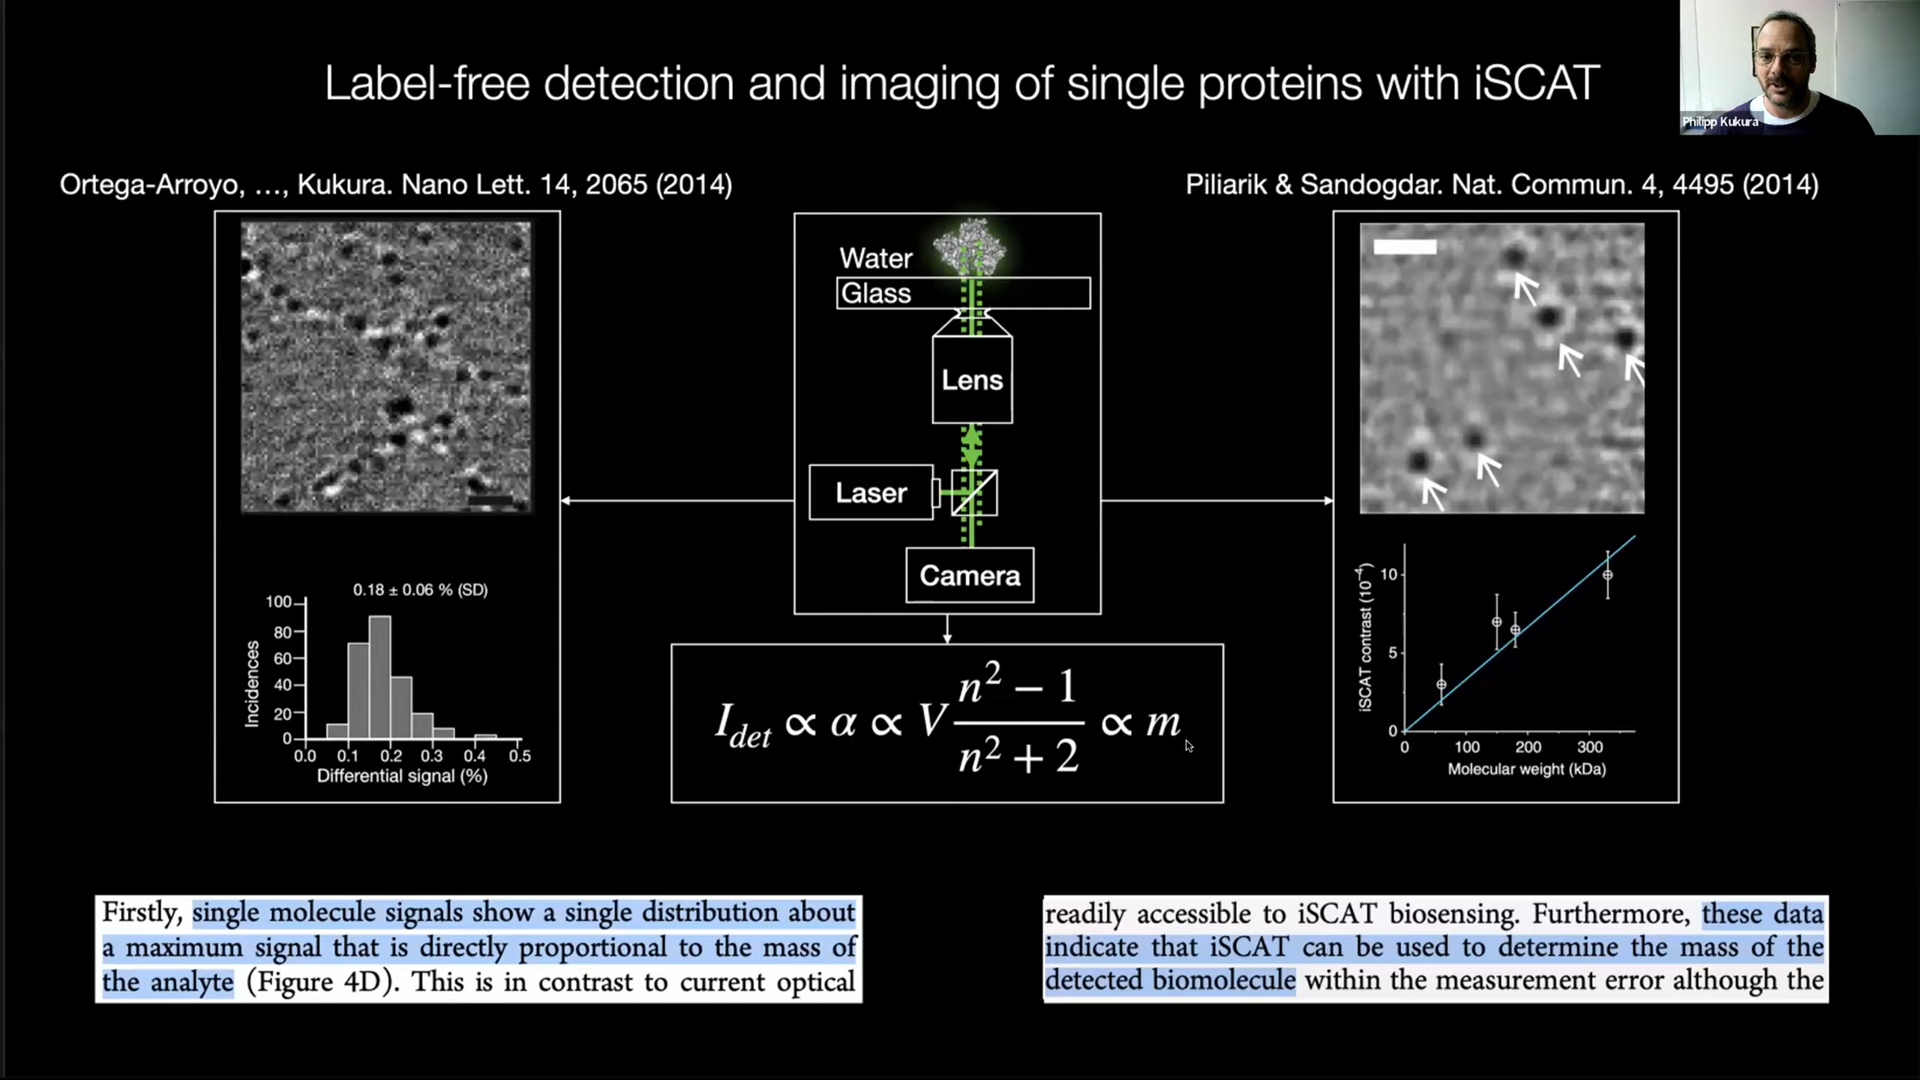 Label-free detection and imaging of single proteins with iSCAT
Philipp Kukura
Ortega-Arroyo, ..., Kukura. Nano Lett. 14, 2065 (2014)
Piliarik & Sandogdar. Nat. Commun. 4, 4495 (2014)
0.18 ± 0.06 % (SD)
Incidences
100
80
60
40
20
0
0.0 0.1 0.2 0.3 0.4 0.5
Differential signal (%)
Water
Glass
Lens
Laser
Camera
I_det ∝ α ∝ V (n² − 1)/(n² + 2) ∝ m
iSCAT contrast (10⁻⁴)
10
5
0
0 100 200 300
Molecular weight (kDa)
Firstly, single molecule signals show a single distribution about
a maximum signal that is directly proportional to the mass of
the analyte (Figure 4D). This is in contrast to current optical
readily accessible to iSCAT biosensing. Furthermore, these data
indicate that iSCAT can be used to determine the mass of the
detected biomolecule within the measurement error although the